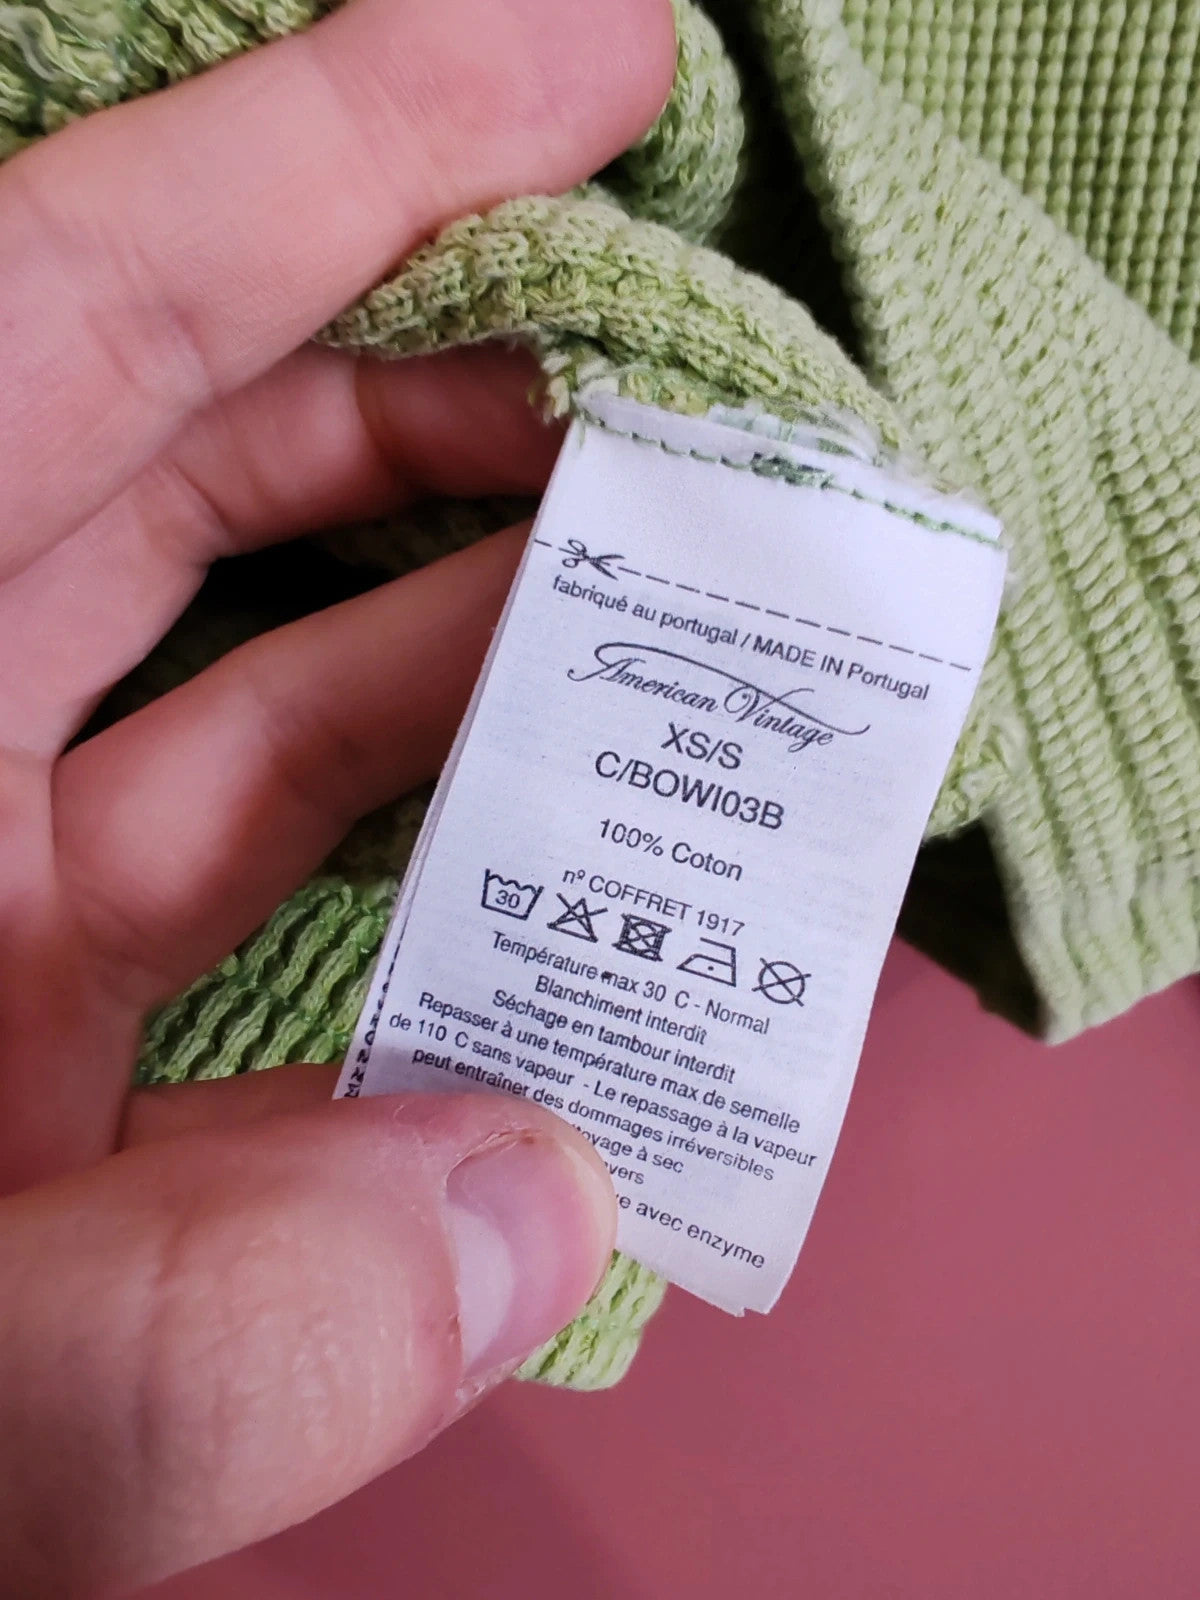 fabriqué au portugal / MADE IN Portugal
American Vintage
XS/S
C/BOWI03B
100% Coton
nº COFFRET 1917
30
Température max 30 C - Normal
Blanchiment interdit
Séchage en tambour interdit
Repasser à une température max de semelle
de 110 C sans vapeur - Le repassage à la vapeur
peut entraîner des dommages irréversibles
à sec
avec enzyme